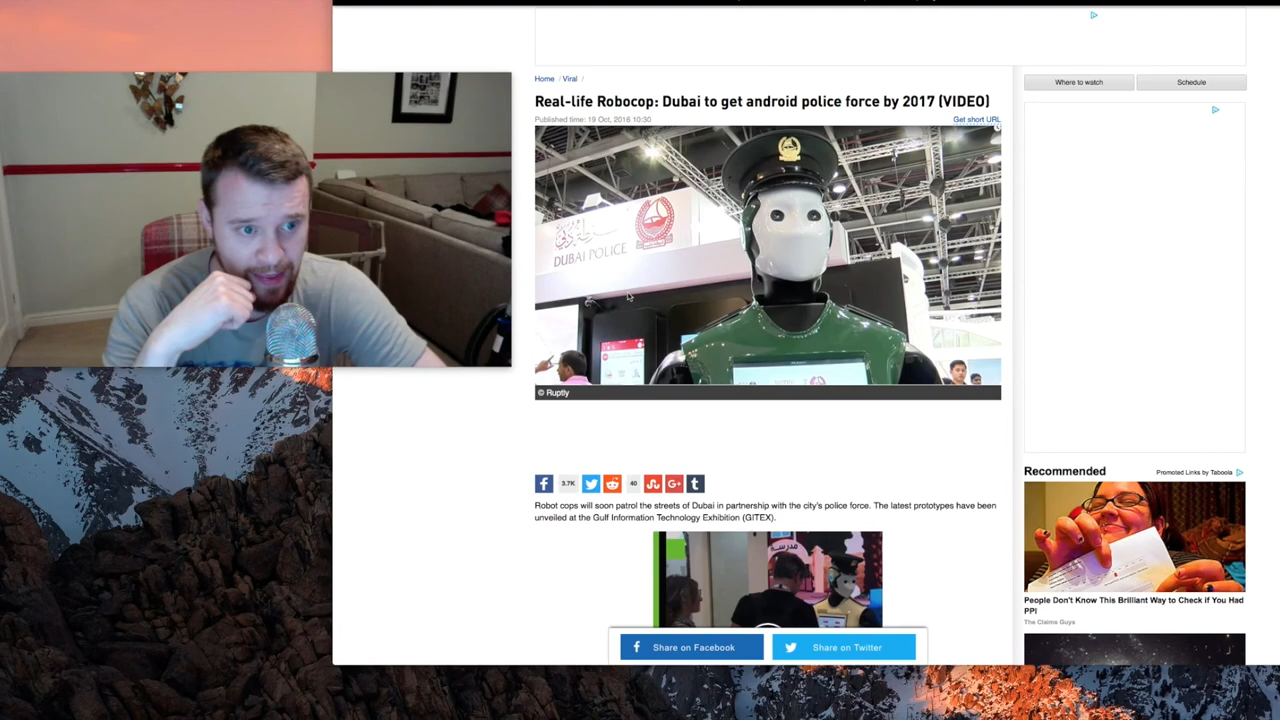 Home / Viral /
Real-life Robocop: Dubai to get android police force by 2017 (VIDEO)
Published time: 19 Oct, 2016 10:30
Get short URL
Where to watch
Schedule
شرطة دبي
DUBAI POLICE
© Ruptly
3.7K
40
Robot cops will soon patrol the streets of Dubai in partnership with the city's police force. The latest prototypes have been
unveiled at the Gulf Information Technology Exhibition (GITEX).
مدرسة
Share on Facebook
Share on Twitter
Recommended
Promoted Links by Taboola
People Don't Know This Brilliant Way to Check if You Had
PPI
The Claims Guys